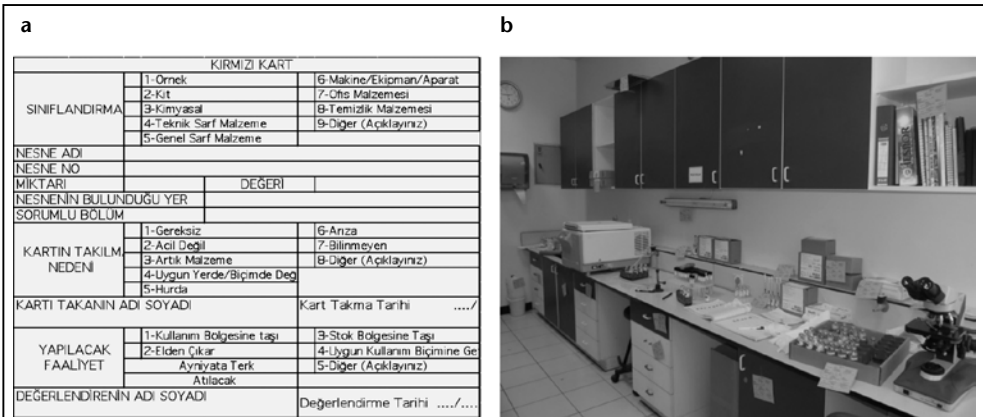 a
b
KIRMIZI KART
SINIFLANDIRMA
1-Örnek
6-Makine/Ekipman/Aparat
2-Kit
7-Ofis Malzemesi
3-Kimyasal
8-Temizlik Malzemesi
4-Teknik Sarf Malzeme
9-Diğer (Açıklayınız)
5-Genel Sarf Malzeme
NESNE ADI
NESNE NO
MİKTARI
DEĞERİ
NESNENİN BULUNDUĞU YER
SORUMLU BÖLÜM
KARTIN TAKILM
NEDENİ
1-Gereksiz
6-Arıza
2-Acil Değil
7-Bilinmeyen
3-Artık Malzeme
8-Diğer (Açıklayınız)
4-Uygun Yerde/Biçimde Değ
5-Hurda
KARTI TAKANIN ADI SOYADI
Kart Takma Tarihi ..../
YAPILACAK
FAALİYET
1-Kullanım Bölgesine taşı
3-Stok Bölgesine Taşı
2-Elden Çıkar
4-Uygun Kullanım Biçimine Ge
Ayniyata Terk
5-Diğer (Açıklayınız)
Atılacak
DEĞERLENDİRENİN ADI SOYADI
Değerlendirme Tarihi ..../....